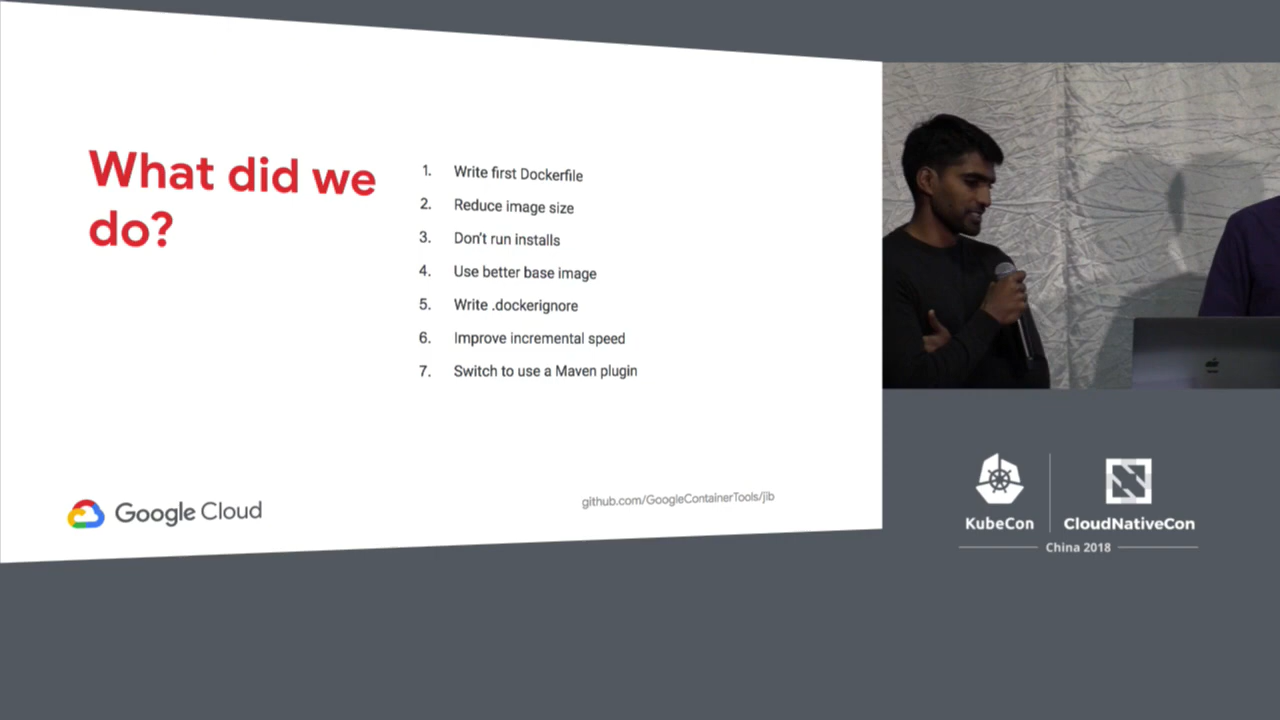 What did we
do?
1. Write first Dockerfile
2. Reduce image size
3. Don't run installs
4. Use better base image
5. Write .dockerignore
6. Improve incremental speed
7. Switch to use a Maven plugin
Google Cloud
github.com/GoogleContainerTools/jib
KubeCon
CloudNativeCon
China 2018